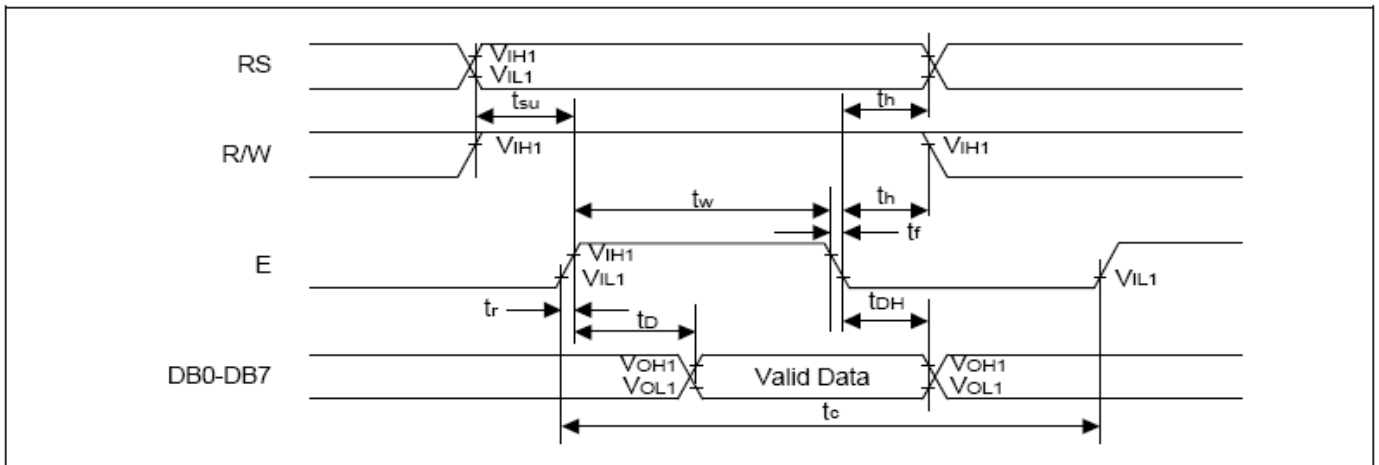 RS
VIH1
VIL1
tsu
th
R/W
VIH1
VIH1
tw
th
tf
E
VIH1
VIL1
VIL1
tr
tD
tDH
DB0-DB7
VOH1
VOL1
Valid Data
VOH1
VOL1
tc